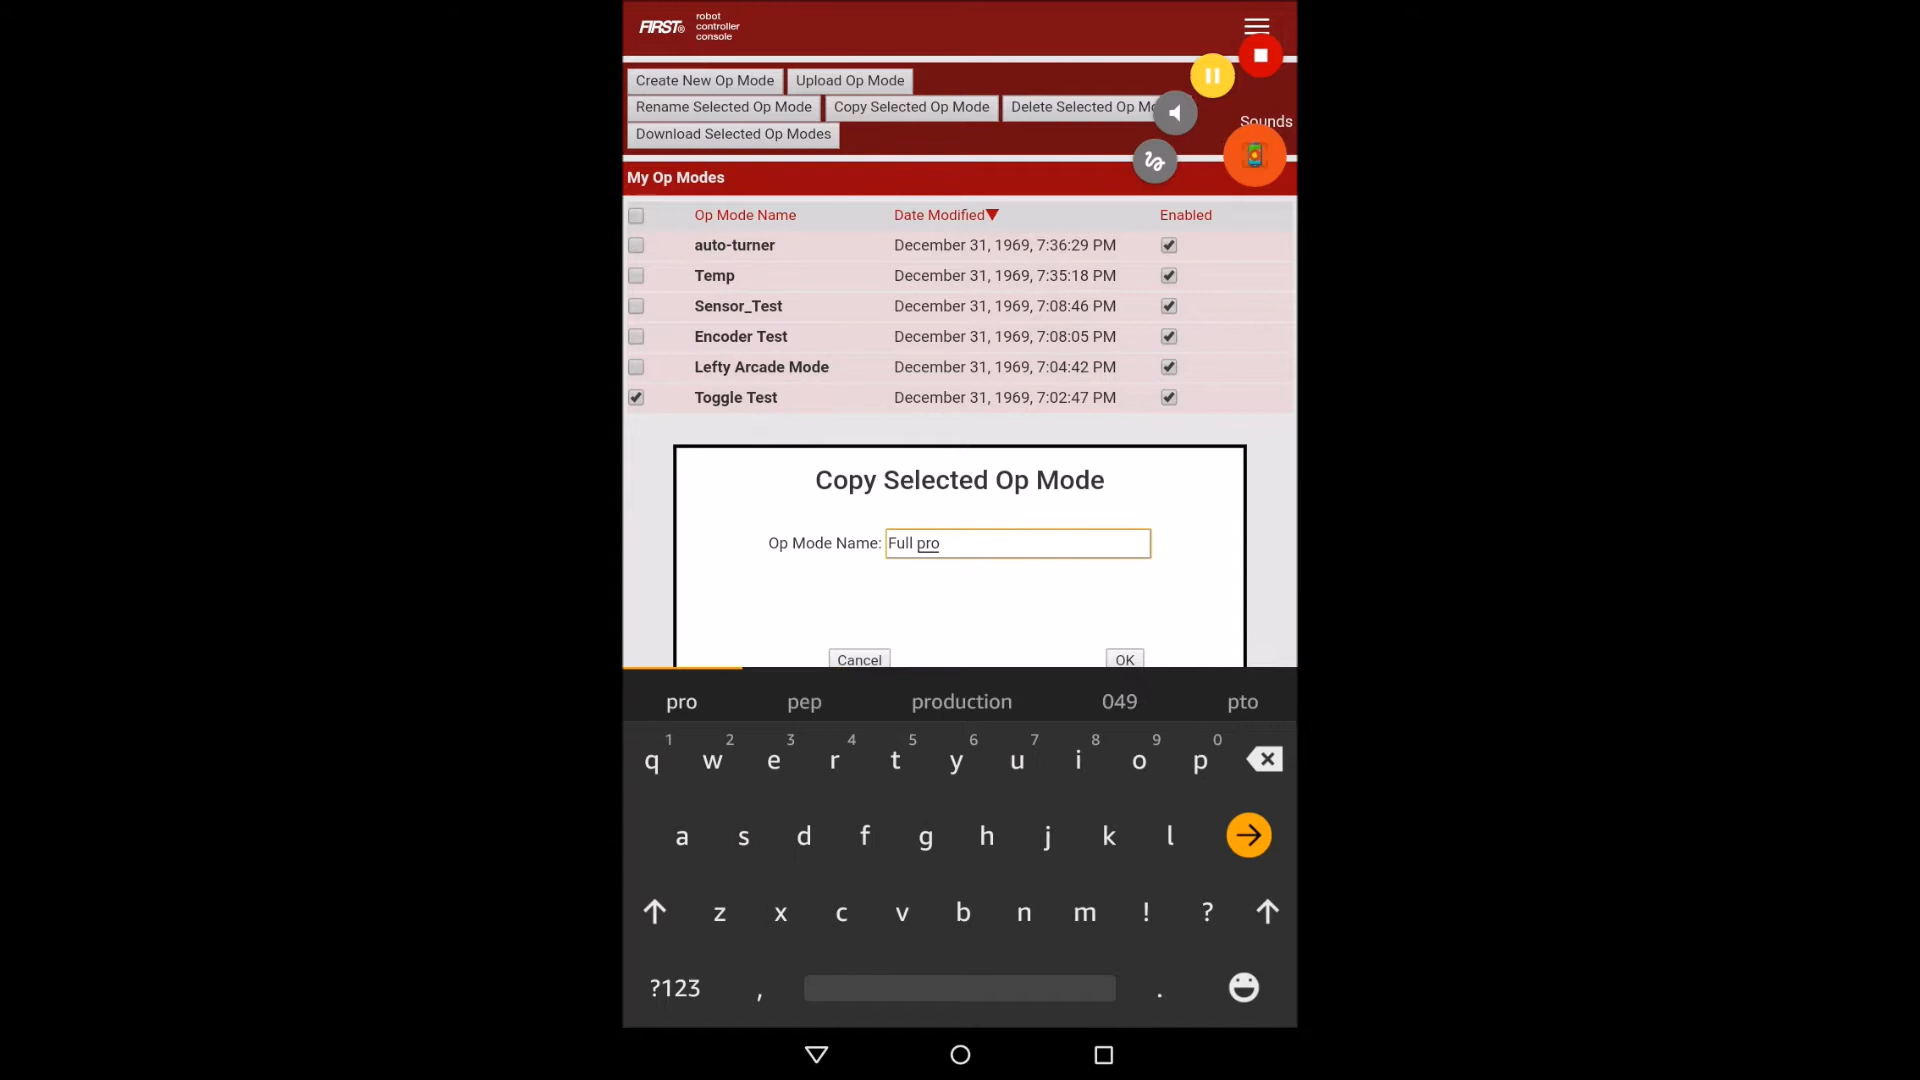 FIRST® robot
controller
console
Create New Op Mode Upload Op Mode
Rename Selected Op Mode Copy Selected Op Mode Delete Selected Op Mo
Sounds
Download Selected Op Modes
My Op Modes
Op Mode Name Date Modified▼ Enabled
auto-turner December 31, 1969, 7:36:29 PM
Temp December 31, 1969, 7:35:18 PM
Sensor_Test December 31, 1969, 7:08:46 PM
Encoder Test December 31, 1969, 7:08:05 PM
Lefty Arcade Mode December 31, 1969, 7:04:42 PM
Toggle Test December 31, 1969, 7:02:47 PM
Copy Selected Op Mode
Op Mode Name: Full pro
Cancel OK
pro pep production 049 pto
1 2 3 4 5 6 7 8 9 0
q w e r t y u i o p
a s d f g h j k l
z x c v b n m ! ?
?123 , .